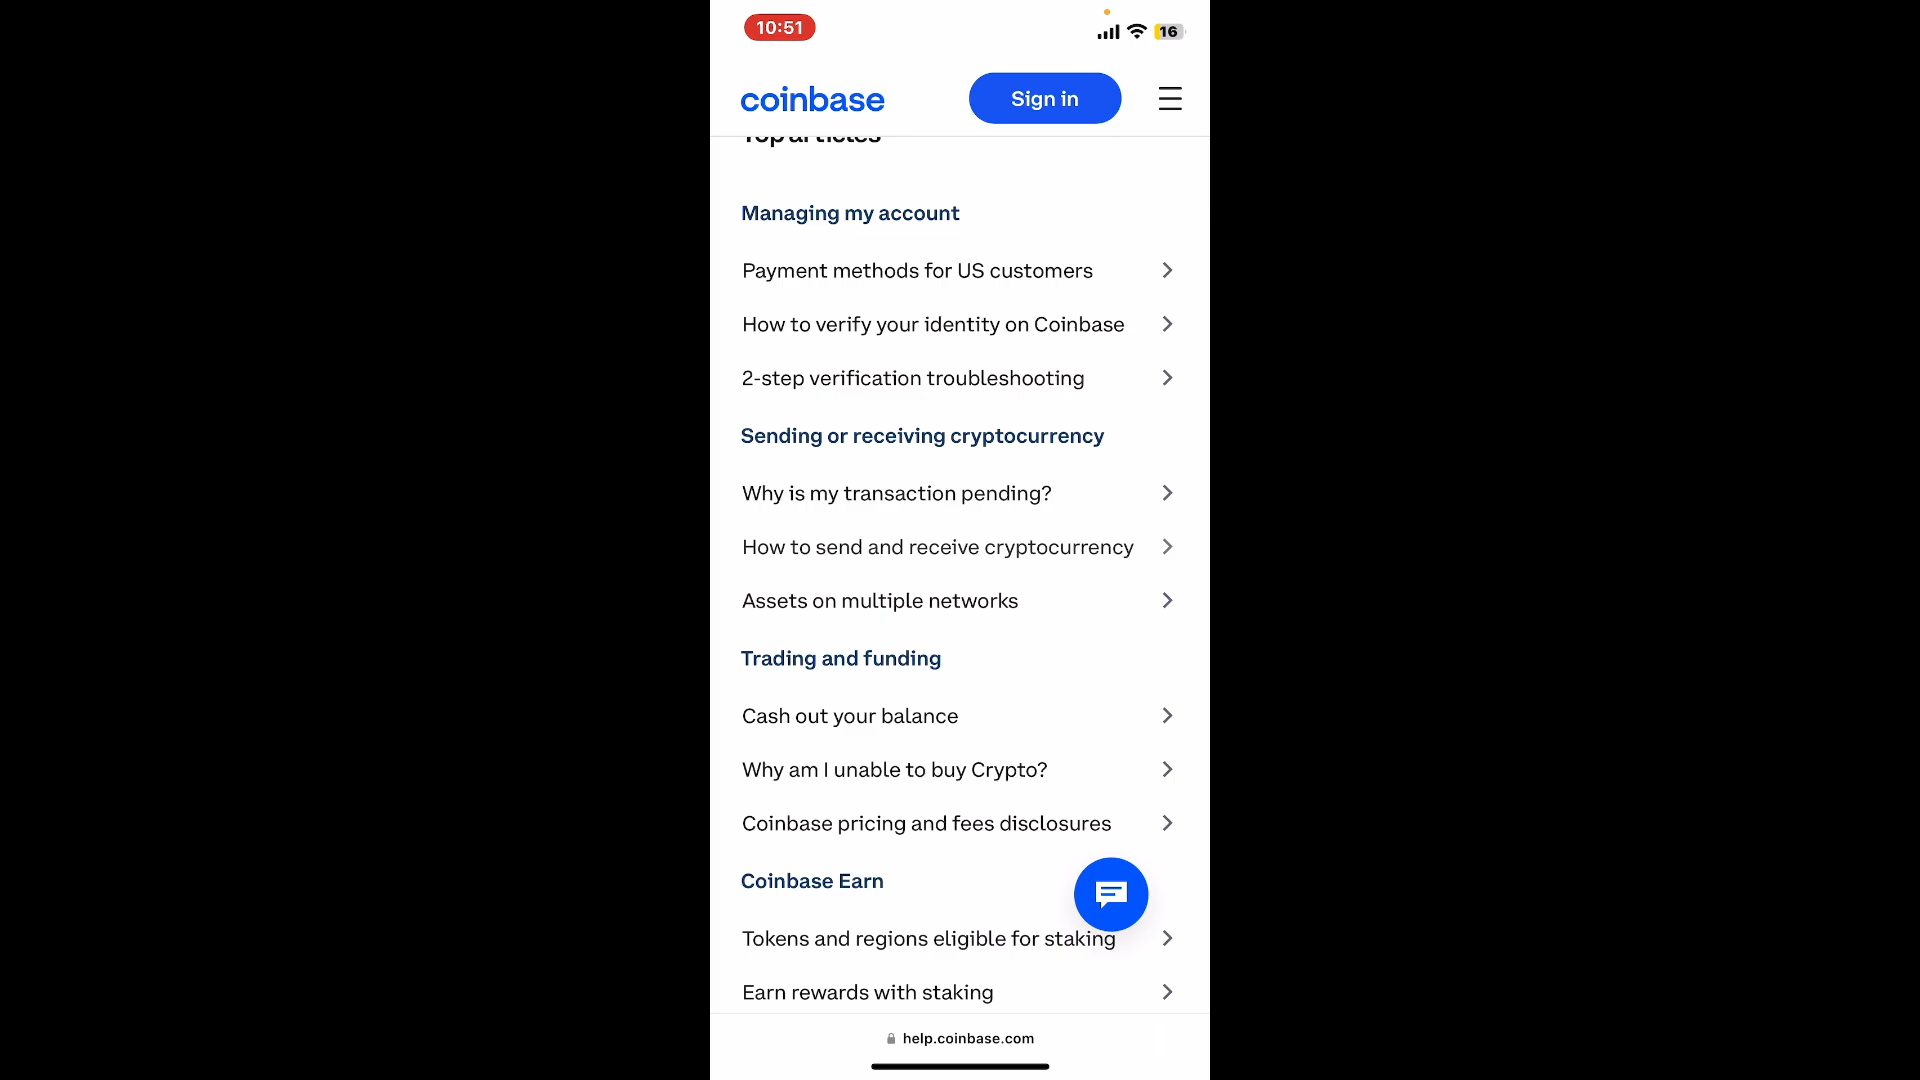 10:51
16
coinbase
Sign in
Top articles
Managing my account
Payment methods for US customers
How to verify your identity on Coinbase
2-step verification troubleshooting
Sending or receiving cryptocurrency
Why is my transaction pending?
How to send and receive cryptocurrency
Assets on multiple networks
Trading and funding
Cash out your balance
Why am I unable to buy Crypto?
Coinbase pricing and fees disclosures
Coinbase Earn
Tokens and regions eligible for staking
Earn rewards with staking
help.coinbase.com